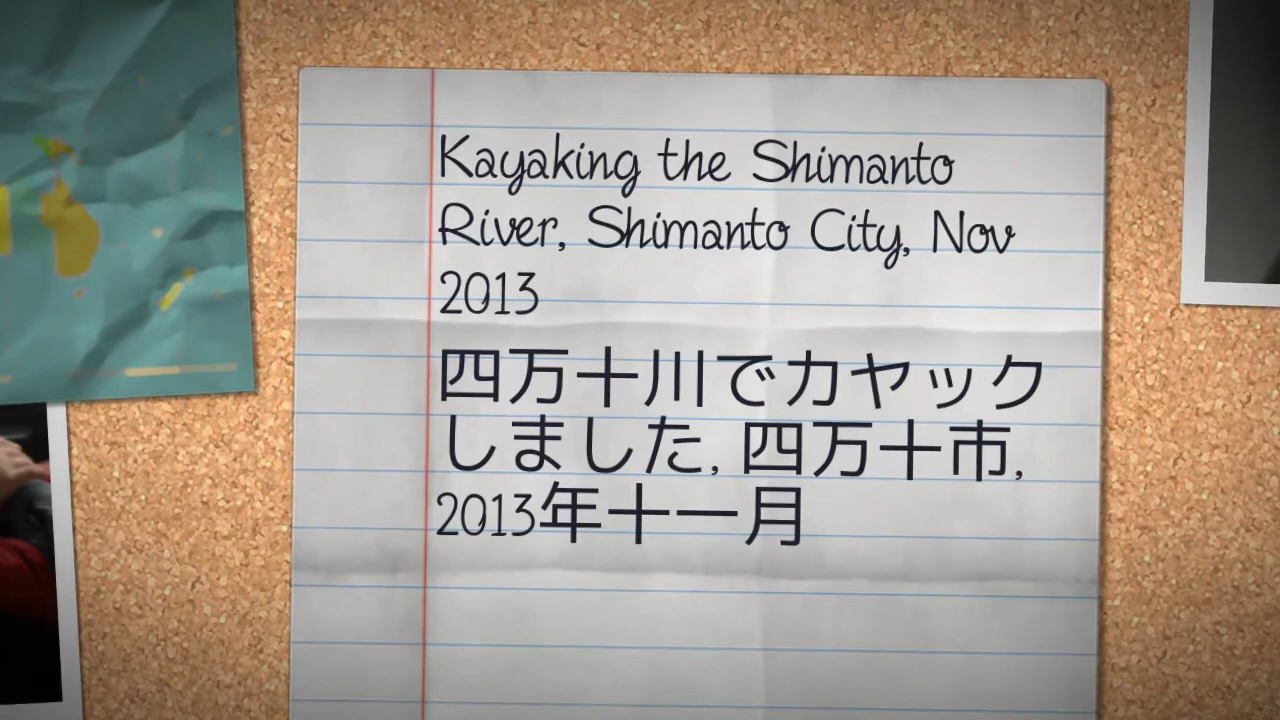 Kayaking the Shimanto
River, Shimanto City, Nov
2013
四万十川でカヤック
しました, 四万十市,
2013年十一月